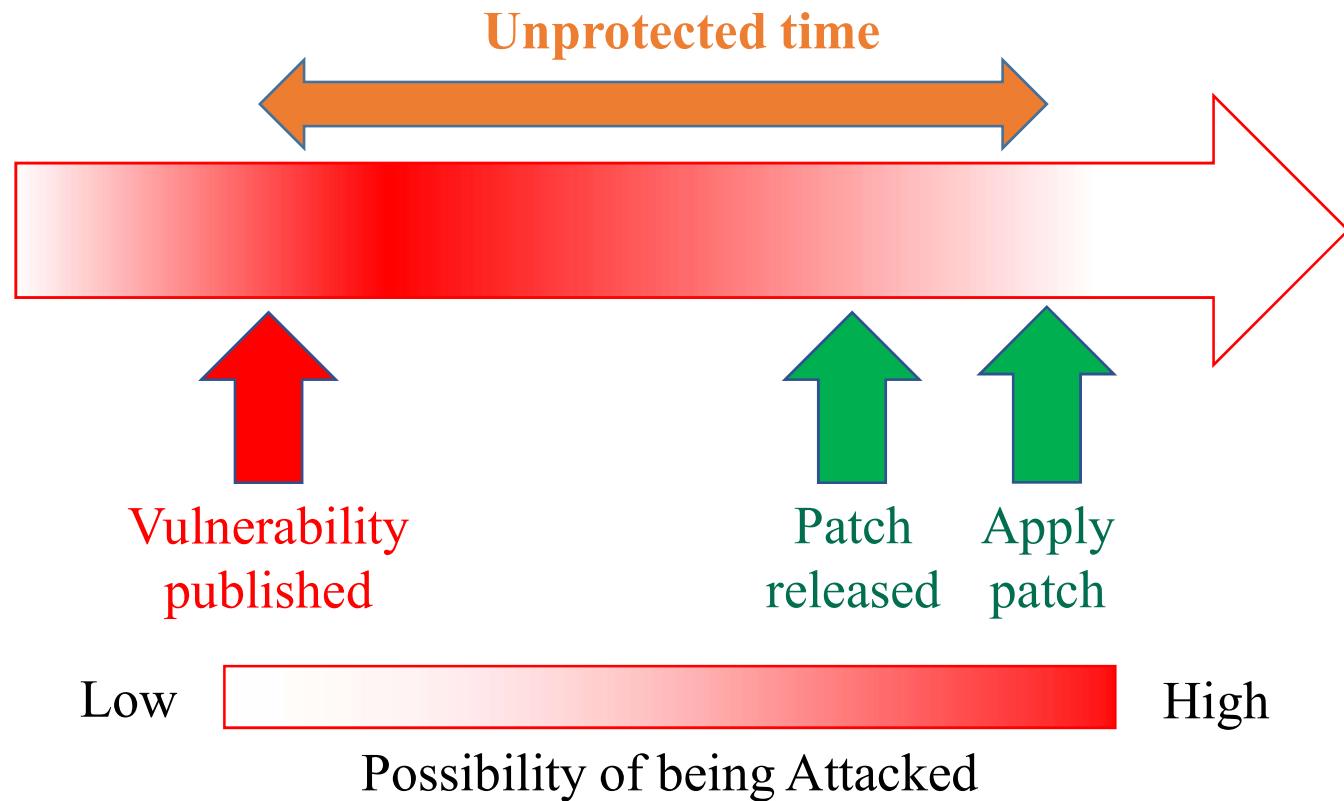 Unprotected time
Vulnerability
published
Patch
released
Apply
patch
Low
High
Possibility of being Attacked